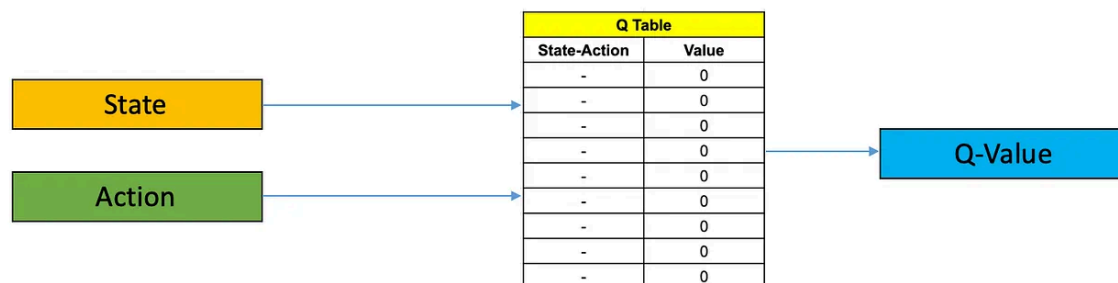 Q Table
State-Action Value
- 0
- 0
- 0
- 0
- 0
- 0
- 0
- 0
- 0
State
Action
Q-Value